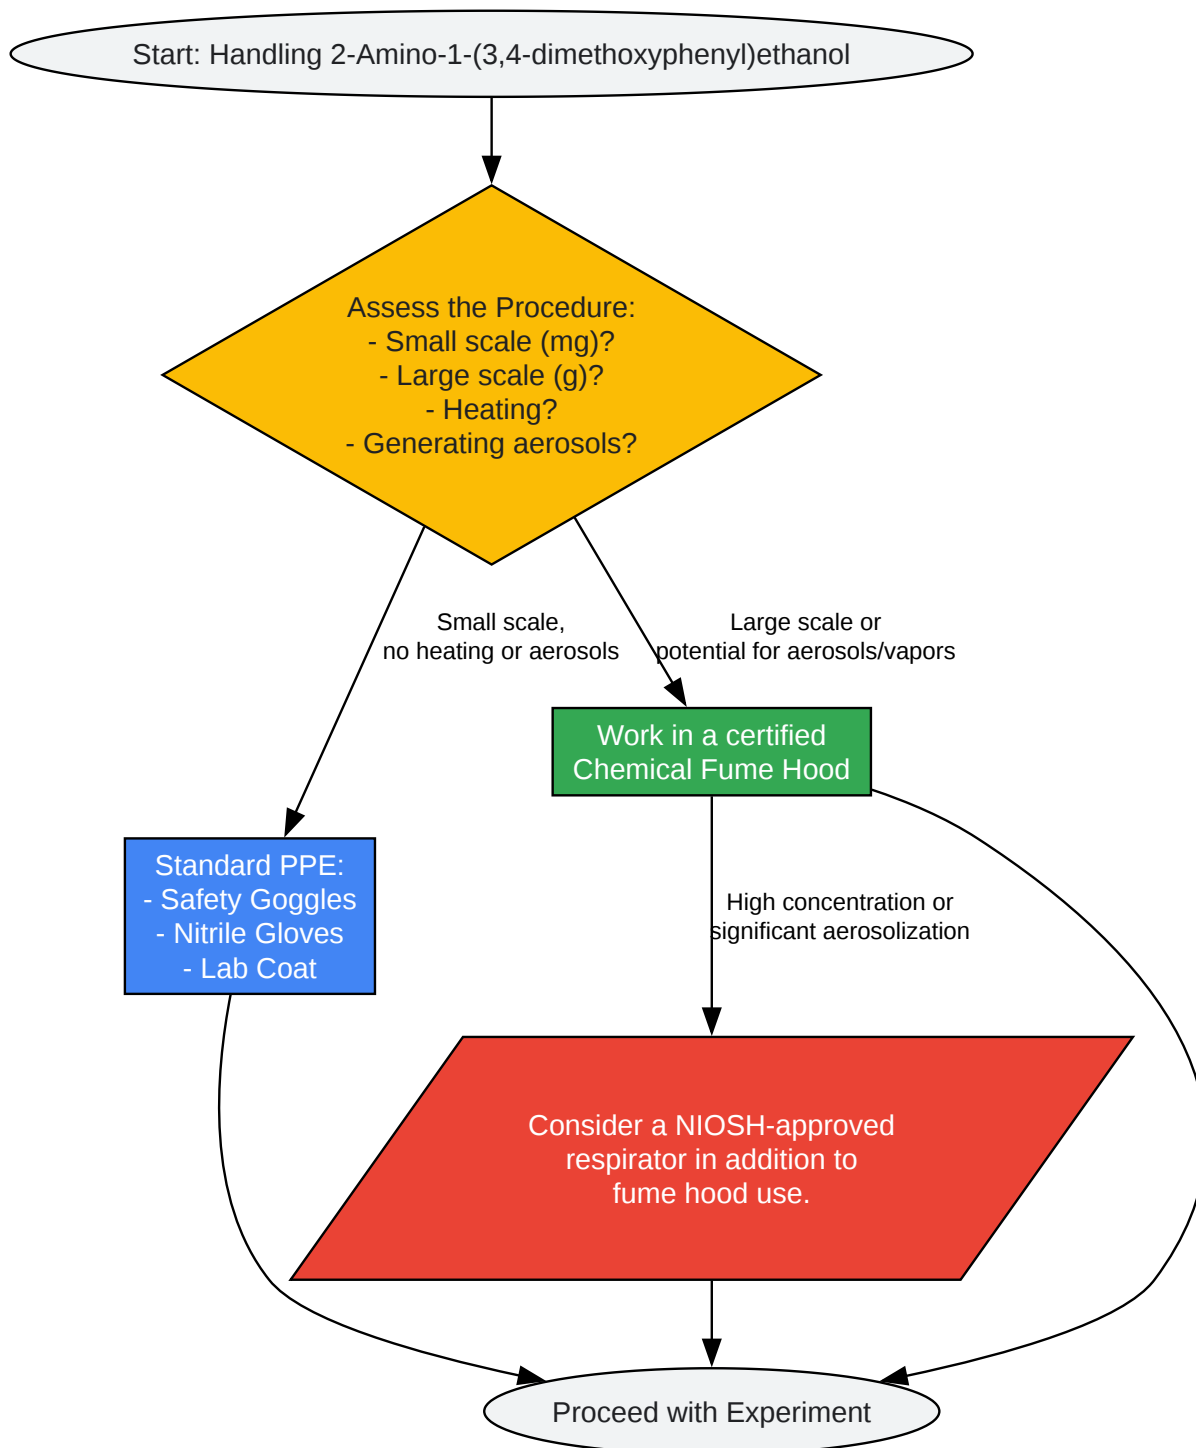 Start: Handling 2-Amino-1-(3,4-dimethoxyphenyl)ethanol
Assess the Procedure:
- Small scale (mg)?
- Large scale (g)?
- Heating?
- Generating aerosols?
Small scale,
no heating or aerosols
Large scale or
potential for aerosols/vapors
Work in a certified
Chemical Fume Hood
Standard PPE:
- Safety Goggles
- Nitrile Gloves
- Lab Coat
High concentration or
significant aerosolization
Consider a NIOSH-approved
respirator in addition to
fume hood use.
Proceed with Experiment